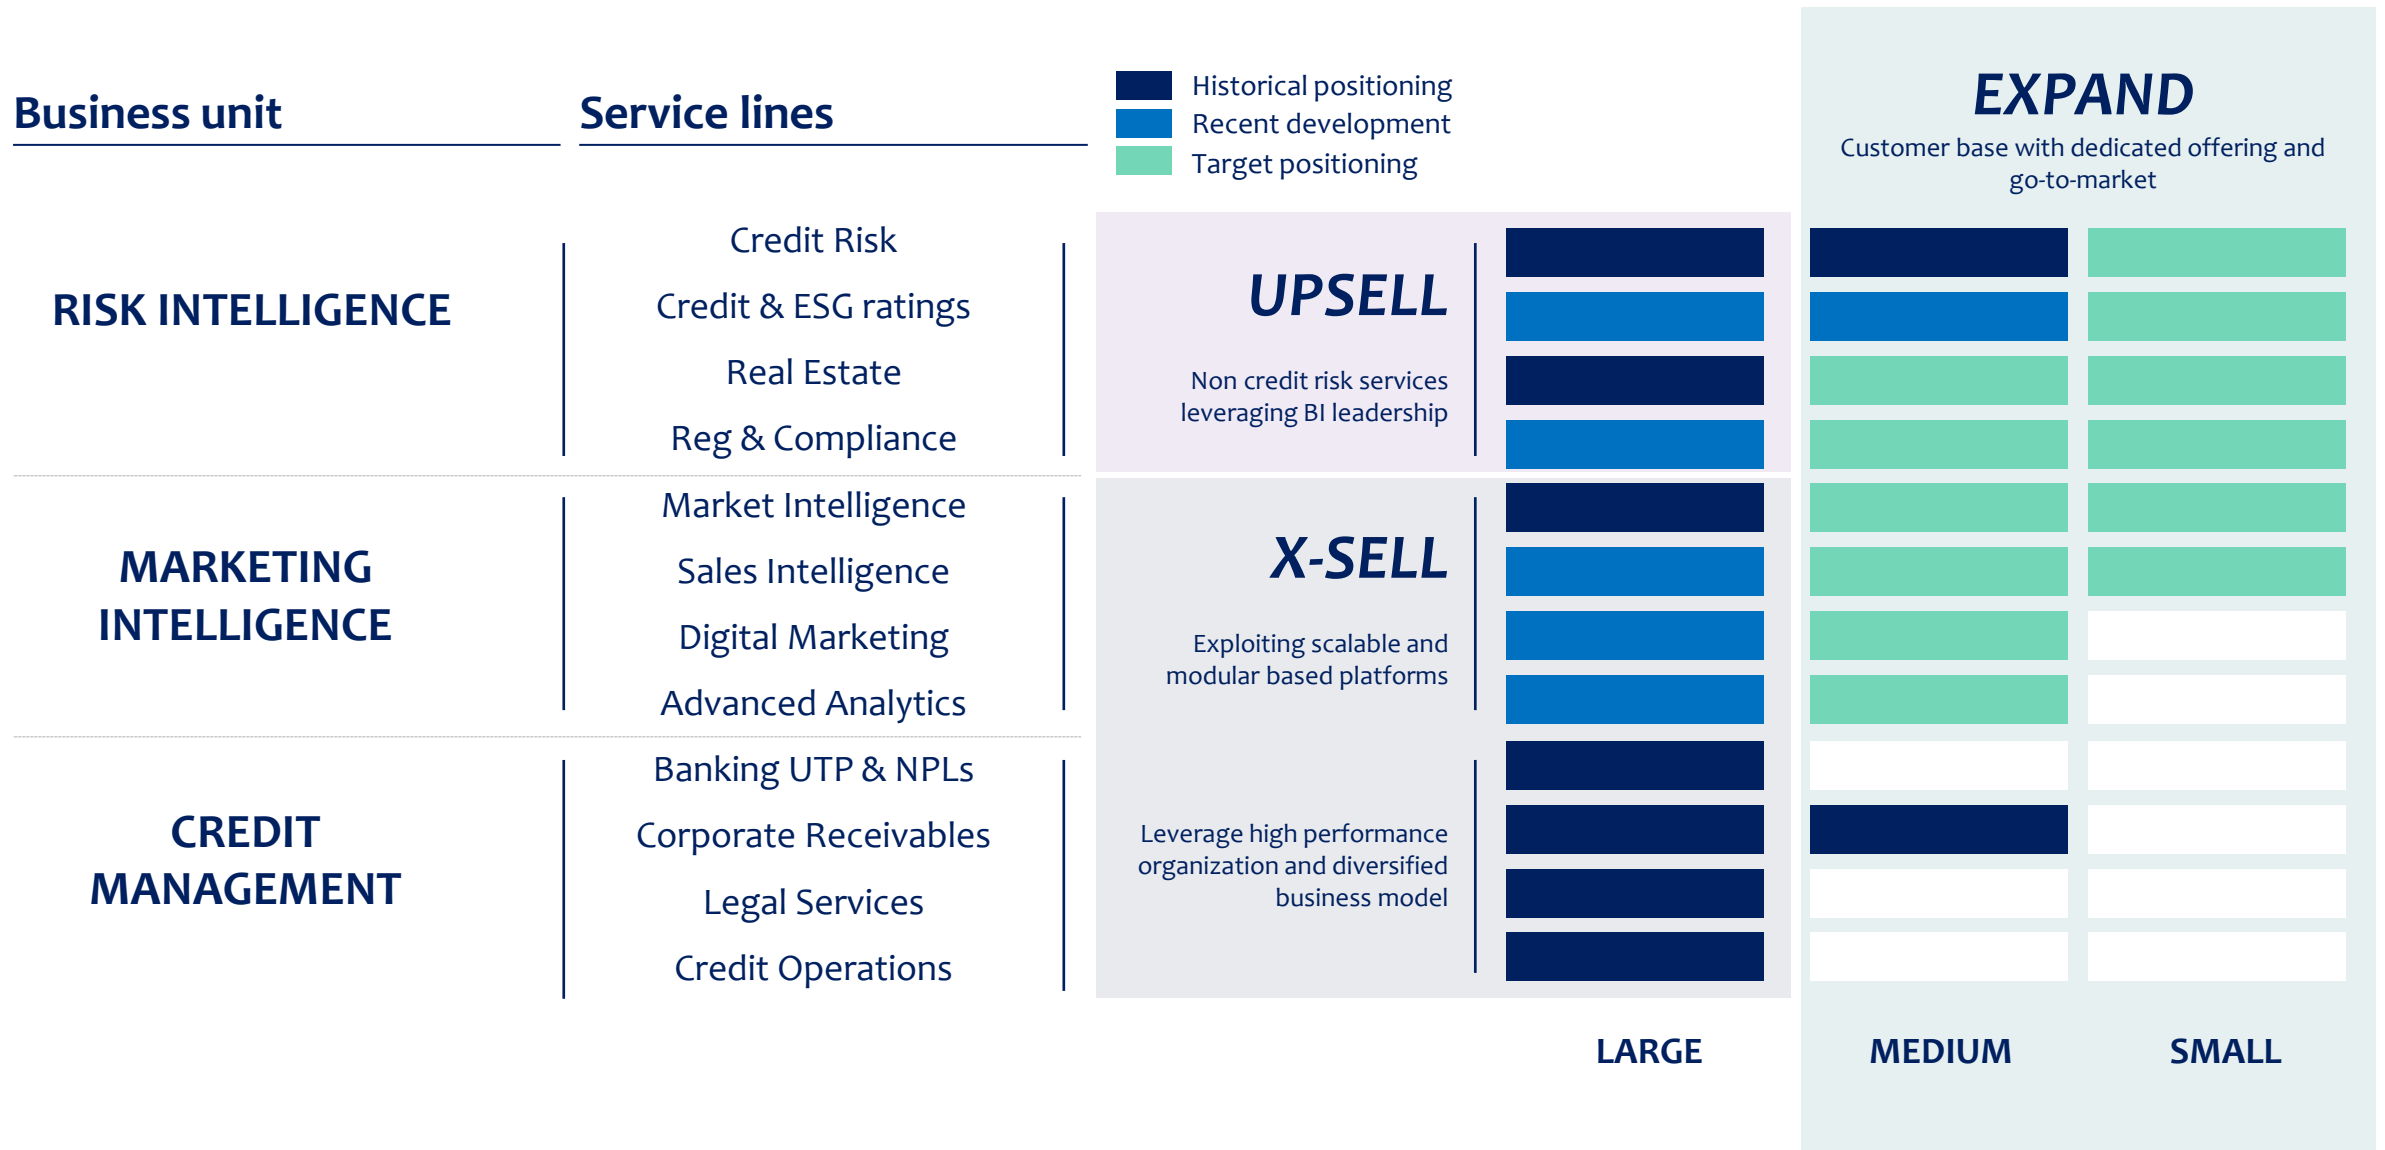 Business unit
Service lines
Historical positioning
Recent development
Target positioning
EXPAND
Customer base with dedicated offering and
go-to-market
RISK INTELLIGENCE
Credit Risk
Credit & ESG ratings
Real Estate
Reg & Compliance
UPSELL
Non credit risk services
leveraging BI leadership
MARKETING
INTELLIGENCE
Market Intelligence
Sales Intelligence
Digital Marketing
Advanced Analytics
X-SELL
Exploiting scalable and
modular based platforms
CREDIT
MANAGEMENT
Banking UTP & NPLs
Corporate Receivables
Legal Services
Credit Operations
Leverage high performance
organization and diversified
business model
LARGE
MEDIUM
SMALL